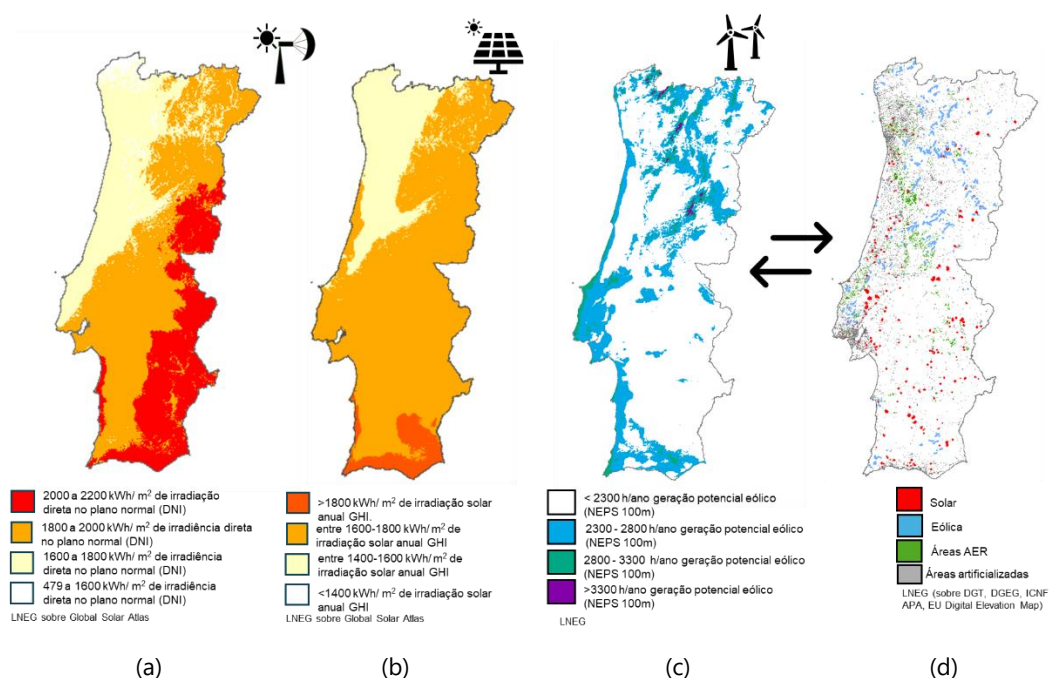 2000 a 2200 kWh/ m² de irradiação
direta no plano normal (DNI)
1800 a 2000 kWh/ m² de irradiência direta
no plano normal (DNI)
1600 a 1800 kWh/ m² de irradiência
direta no plano normal (DNI)
479 a 1600 kWh/ m² de irradiência
direta no plano normal (DNI)
LNEG sobre Global Solar Atlas
(a)
>1800 kWh/ m² de irradiação solar
anual GHI.
entre 1600-1800 kWh/ m² de
irradiação solar anual GHI
entre 1400-1600 kWh/ m² de
irradiação solar anual GHI
<1400 kWh/ m² de irradiação solar
anual GHI
LNEG sobre Global Solar Atlas
(b)
< 2300 h/ano geração potencial eólico
(NEPS 100m)
2300 - 2800 h/ano geração potencial eólico
(NEPS 100m)
2800 - 3300 h/ano geração potencial eólico
(NEPS 100m)
>3300 h/ano geração potencial eólico
(NEPS 100m)
LNEG
(c)
Solar
Eólica
Áreas AER
Áreas artificializadas
LNEG (sobre DGT, DGEG, ICNF
APA, EU Digital Elevation Map)
(d)